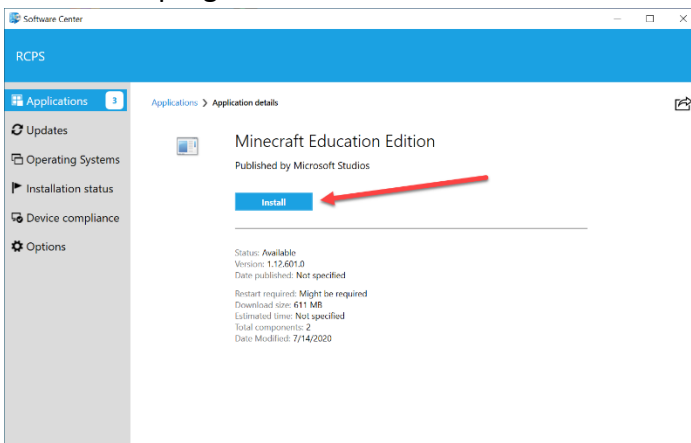 Software Center
RCPS
Applications 3
Updates
Operating Systems
Installation status
Device compliance
Options
Applications > Application details
Minecraft Education Edition
Published by Microsoft Studios
Install
Status: Available
Version: 1.12.601.0
Date published: Not specified
Restart required: Might be required
Download size: 611 MB
Estimated time: Not specified
Total components: 2
Date Modified: 7/14/2020